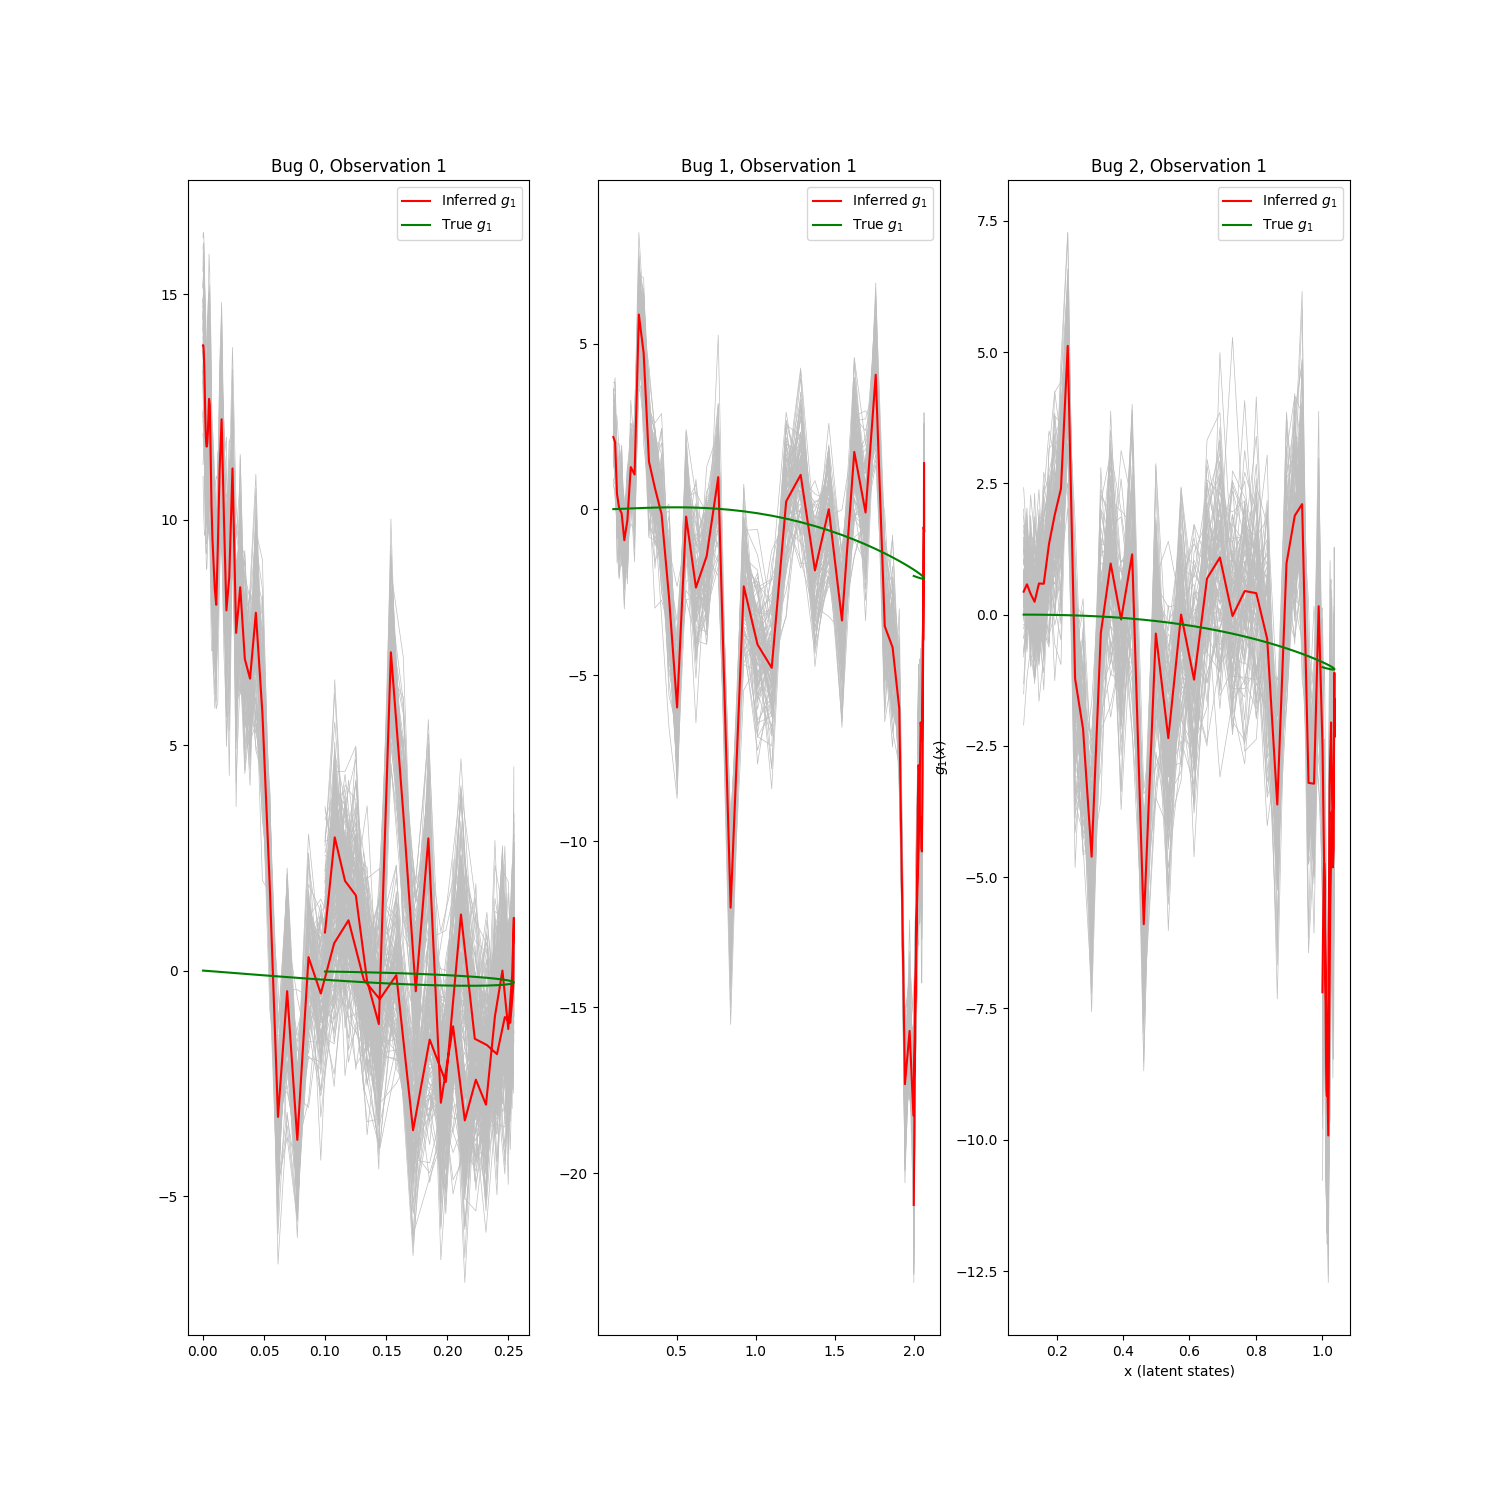 Bug 0, Observation 1
Inferred g₁
True g₁
15
10
5
0
−5
0.00 0.05 0.10 0.15 0.20 0.25
Bug 1, Observation 1
Inferred g₁
True g₁
5
0
−5
−10
−15
−20
0.5 1.0 1.5 2.0
Bug 2, Observation 1
Inferred g₁
True g₁
g₁(x)
7.5
5.0
2.5
0.0
−2.5
−5.0
−7.5
−10.0
−12.5
0.2 0.4 0.6 0.8 1.0
x (latent states)